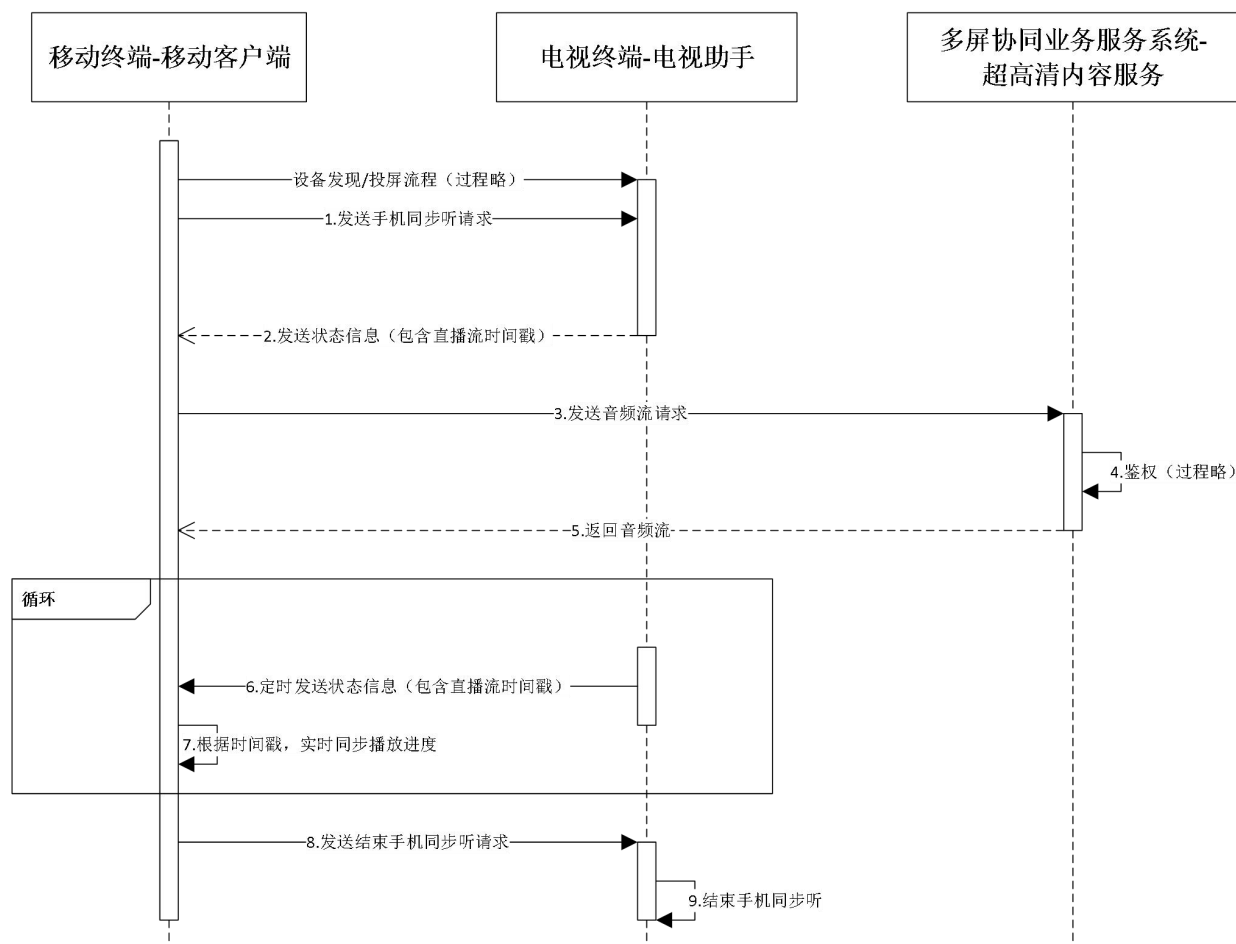 移动终端-移动客户端
电视终端-电视助手
多屏协同业务服务系统-
超高清内容服务
设备发现/投屏流程（过程略）
1.发送手机同步听请求
2.发送状态信息（包含直播流时间戳）
3.发送音频流请求
4.鉴权（过程略）
5.返回音频流
循环
6.定时发送状态信息（包含直播流时间戳）
7.根据时间戳，实时同步播放进度
8.发送结束手机同步听请求
9.结束手机同步听